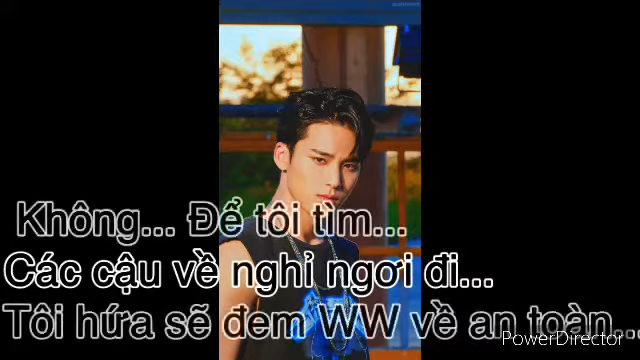 Không... Để tôi tìm...
Các cậu về nghỉ ngơi đi...
Tôi hứa sẽ đem WW về an toàn...
PowerDirector